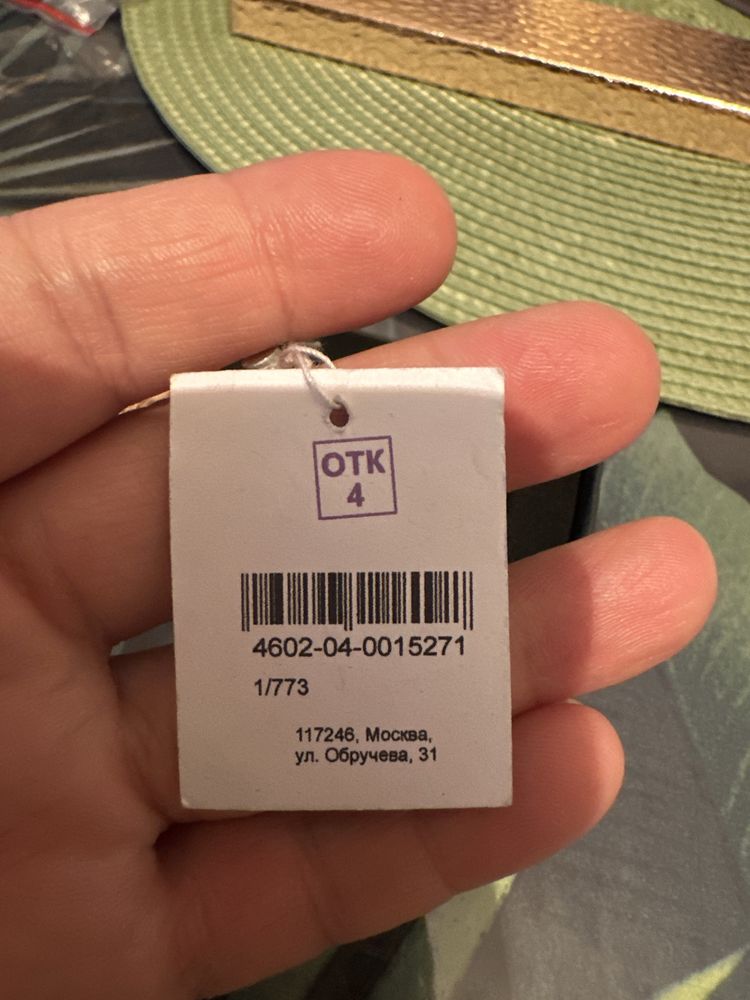 ОТК
4
4602-04-0015271
1/773
117246, Москва,
ул. Обручева, 31